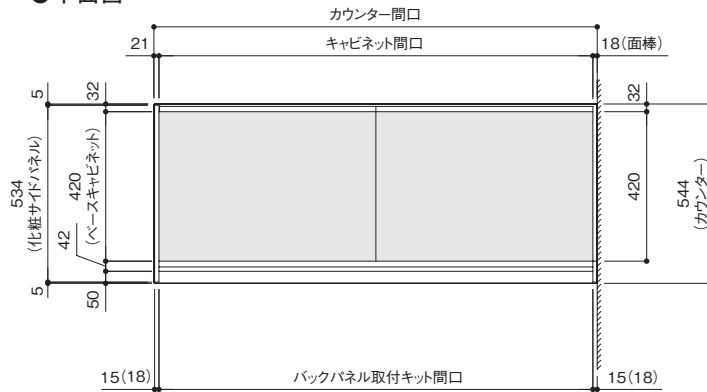 カウンター間口
21
キャビネット間口
18(面棒)
5
32
32
534
(化粧サイドパネル)
420
(ベースキャビネット)
42
420
544
(カウンター)
5
50
15(18)
バックパネル取付キット間口
15(18)